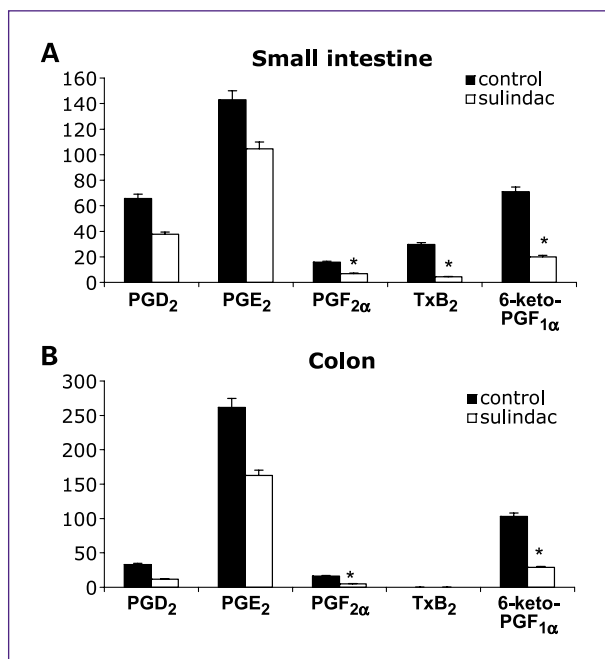 A
Small intestine
control
sulindac
160
140
120
100
80
60
40
20
0
*
*
*
PGD₂
PGE₂
PGF₂α
TxB₂
6-keto-
PGF₁α
B
Colon
control
sulindac
300
250
200
150
100
50
0
*
*
PGD₂
PGE₂
PGF₂α
TxB₂
6-keto-
PGF₁α